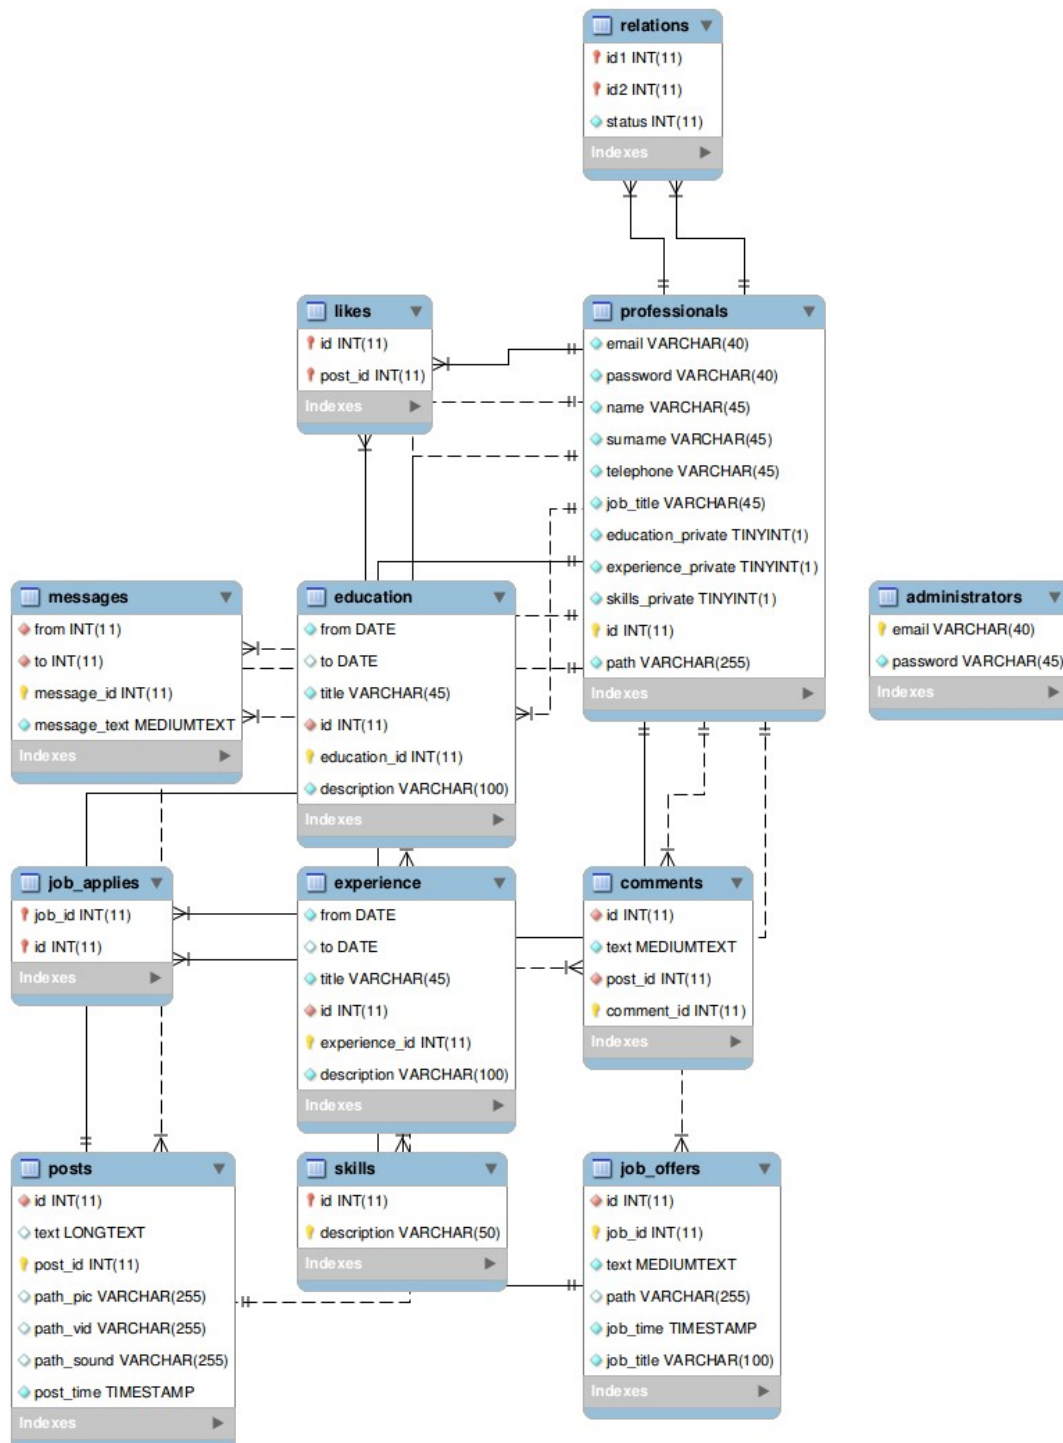 relations
id1 INT(11)
id2 INT(11)
status INT(11)
Indexes
likes
id INT(11)
post_id INT(11)
Indexes
professionals
email VARCHAR(40)
password VARCHAR(40)
name VARCHAR(45)
surname VARCHAR(45)
telephone VARCHAR(45)
job_title VARCHAR(45)
education_private TINYINT(1)
experience_private TINYINT(1)
skills_private TINYINT(1)
id INT(11)
path VARCHAR(255)
Indexes
messages
from INT(11)
to INT(11)
message_id INT(11)
message_text MEDIUMTEXT
Indexes
education
from DATE
to DATE
title VARCHAR(45)
id INT(11)
education_id INT(11)
description VARCHAR(100)
Indexes
administrators
email VARCHAR(40)
password VARCHAR(45)
Indexes
job_applies
job_id INT(11)
id INT(11)
Indexes
experience
from DATE
to DATE
title VARCHAR(45)
id INT(11)
experience_id INT(11)
description VARCHAR(100)
Indexes
comments
id INT(11)
text MEDIUMTEXT
post_id INT(11)
comment_id INT(11)
Indexes
posts
id INT(11)
text LONGTEXT
post_id INT(11)
path_pic VARCHAR(255)
path_vid VARCHAR(255)
path_sound VARCHAR(255)
post_time TIMESTAMP
Indexes
skills
id INT(11)
description VARCHAR(50)
Indexes
job_offers
id INT(11)
job_id INT(11)
text MEDIUMTEXT
path VARCHAR(255)
job_time TIMESTAMP
job_title VARCHAR(100)
Indexes